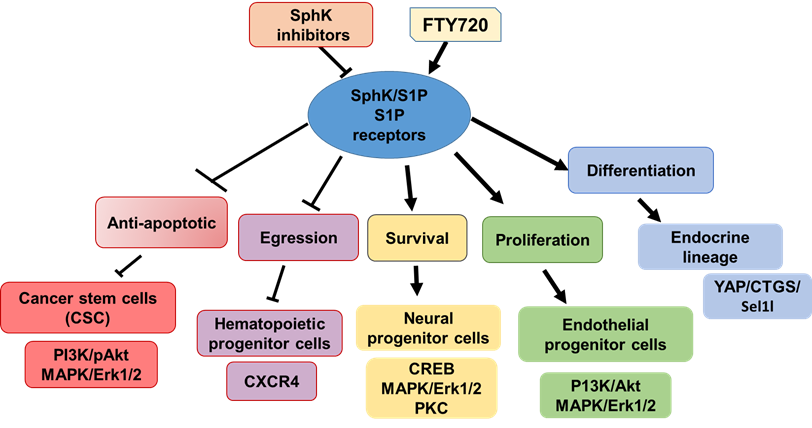 SphK
inhibitors
FTY720
SphK/S1P
S1P
receptors
Differentiation
Anti-apoptotic
Egression
Survival
Proliferation
Endocrine
lineage
YAP/CTGS/
Sel1l
Cancer stem cells
(CSC)
Hematopoietic
progenitor cells
Neural
progenitor cells
Endothelial
progenitor cells
PI3K/pAkt
MAPK/Erk1/2
CXCR4
CREB
MAPK/Erk1/2
PKC
P13K/Akt
MAPK/Erk1/2